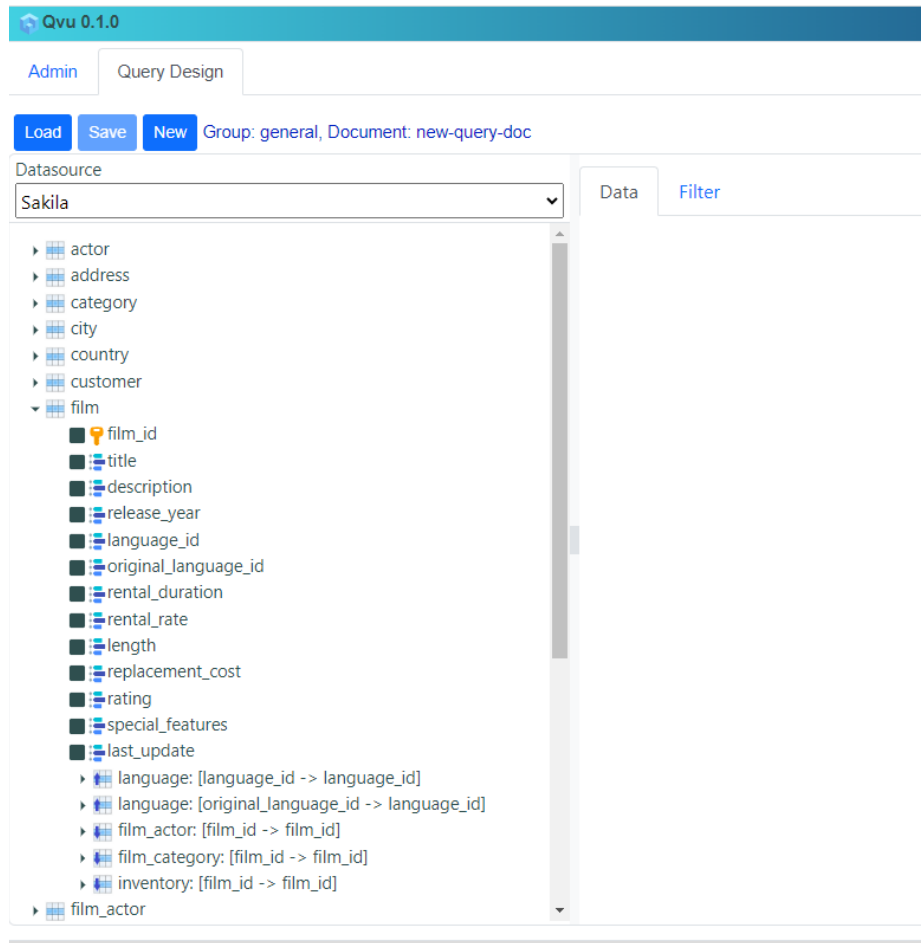 Qvu 0.1.0
Admin Query Design
Load Save New Group: general, Document: new-query-doc
Datasource
Sakila
Data Filter
actor
address
category
city
country
customer
film
film_id
title
description
release_year
language_id
original_language_id
rental_duration
rental_rate
length
replacement_cost
rating
special_features
last_update
language: [language_id -> language_id]
language: [original_language_id -> language_id]
film_actor: [film_id -> film_id]
film_category: [film_id -> film_id]
inventory: [film_id -> film_id]
film_actor